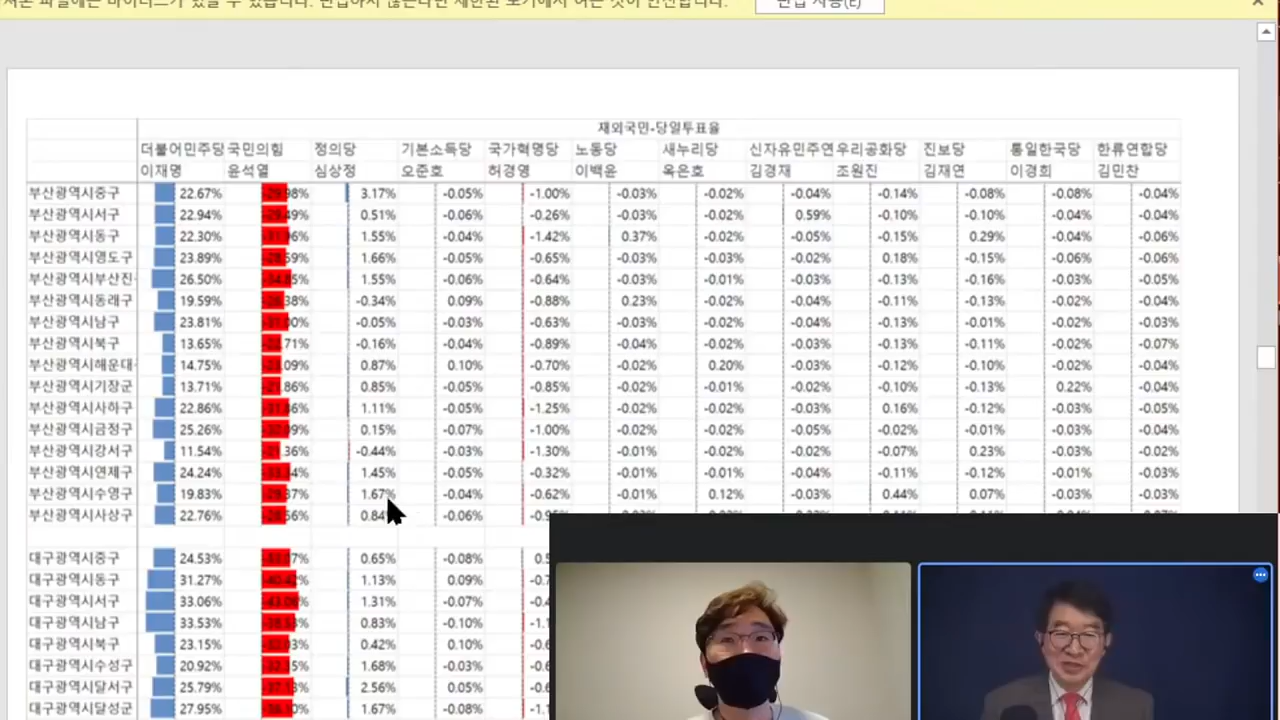 재외국민-당일투표율
더불어민주당 국민의힘 정의당 기본소득당 국가혁명당 노동당 새누리당 신자유민주연 우리공화당 진보당 통일한국당 한류연합당
이재명 윤석열 심상정 오준호 허경영 이백윤 옥은호 김경재 조원진 김재연 이경희 김민찬
부산광역시중구 22.67% 3.17% -0.05% -1.00% -0.03% -0.02% -0.04% -0.14% -0.08% -0.08% -0.04%
부산광역시서구 22.94% 0.51% -0.06% -0.26% -0.03% -0.02% 0.59% -0.10% -0.10% -0.04% -0.04%
부산광역시동구 22.30% 1.55% -0.04% -1.42% 0.37% -0.02% -0.05% -0.15% 0.29% -0.04% -0.06%
부산광역시영도구 23.89% 1.66% -0.05% -0.65% -0.03% -0.03% -0.02% 0.18% -0.15% -0.06% -0.06%
부산광역시부산진 26.50% 1.55% -0.06% -0.64% -0.03% -0.01% -0.03% -0.13% -0.16% -0.03% -0.05%
부산광역시동래구 19.59% -0.34% 0.09% -0.88% 0.23% -0.02% -0.04% -0.11% -0.13% -0.02% -0.04%
부산광역시남구 23.81% -0.05% -0.03% -0.63% -0.03% -0.02% -0.04% -0.13% -0.01% -0.02% -0.03%
부산광역시북구 13.65% -0.16% -0.04% -0.89% -0.04% -0.02% -0.03% -0.13% -0.11% -0.02% -0.07%
부산광역시해운대 14.75% 0.87% 0.10% -0.70% -0.02% 0.20% -0.03% -0.12% -0.10% -0.02% -0.04%
부산광역시기장군 13.71% 0.85% -0.05% -0.85% -0.02% -0.01% -0.02% -0.10% -0.13% 0.22% -0.04%
부산광역시사하구 22.86% 1.11% -0.05% -1.25% -0.02% -0.02% -0.03% 0.16% -0.12% -0.03% -0.05%
부산광역시금정구 25.26% 0.15% -0.07% -1.00% -0.02% -0.02% -0.05% -0.02% -0.01% -0.03% -0.04%
부산광역시강서구 11.54% -0.44% -0.03% -1.30% -0.01% -0.02% -0.02% -0.07% 0.23% -0.02% -0.02%
부산광역시연제구 24.24% 1.45% -0.05% -0.32% -0.01% -0.01% -0.04% -0.11% -0.12% -0.01% -0.03%
부산광역시수영구 19.83% 1.67% -0.04% -0.62% -0.01% 0.12% -0.03% 0.44% 0.07% -0.03% -0.03%
부산광역시사상구 22.76% -0.06%
대구광역시중구 24.53% 0.65% -0.08%
대구광역시동구 31.27% 1.13% 0.09%
대구광역시서구 33.06% 1.31% -0.07%
대구광역시남구 33.53% 0.83% -0.10%
대구광역시북구 23.15% 0.42% 0.10%
대구광역시수성구 20.92% 1.68% -0.03%
대구광역시달서구 25.79% 2.56% 0.05%
대구광역시달성군 27.95% 1.67% -0.08%